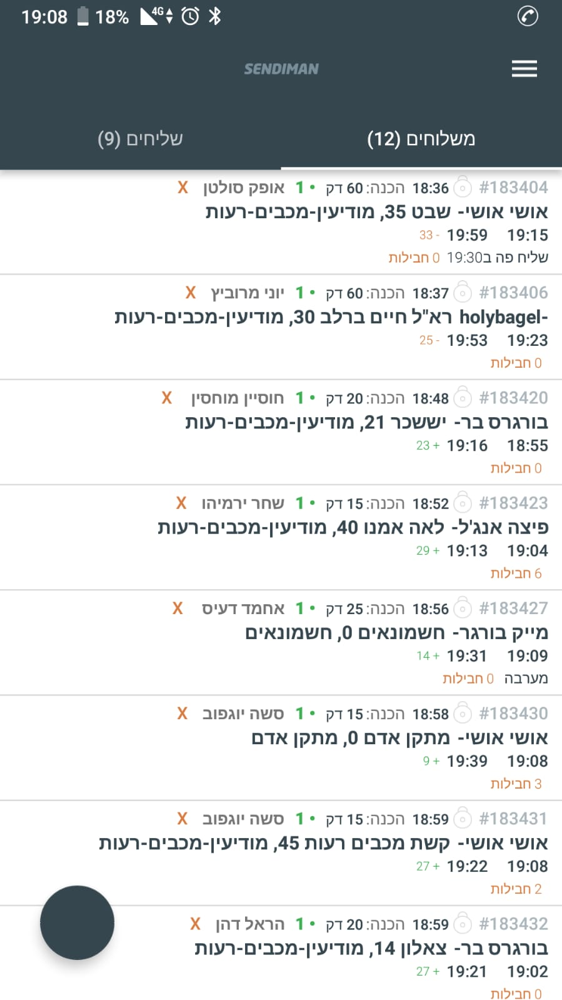 19:08 18% 4G
SENDIMAN
משלוחים (12)
שליחים (9)
#183404 18:36 הכנה: 60 דק • 1 אופק סולטן X
אושי אושי- שבט 35, מודיעין-מכבים-רעות
19:15 19:59 - 33
שליח פה ב19:30 0 חבילות
#183406 18:37 הכנה: 60 דק • 1 יוני מרוביץ X
holybagel- רא"ל חיים ברלב 30, מודיעין-מכבים-רעות
19:23 19:53 - 25
0 חבילות
#183420 18:48 הכנה: 20 דק • 1 חוסיין מוחסין X
בורגרס בר- יששכר 21, מודיעין-מכבים-רעות
18:55 19:16 + 23
0 חבילות
#183423 18:52 הכנה: 15 דק • 1 שחר ירמיהו X
פיצה אנג'ל- לאה אמנו 40, מודיעין-מכבים-רעות
19:04 19:13 + 29
6 חבילות
#183427 18:56 הכנה: 25 דק • 1 אחמד דעיס X
מייק בורגר- חשמונאים 0, חשמונאים
19:09 19:31 + 14
מערבה 0 חבילות
#183430 18:58 הכנה: 15 דק • 1 סשה יוגפוב X
אושי אושי- מתקן אדם 0, מתקן אדם
19:08 19:39 + 9
3 חבילות
#183431 18:59 הכנה: 15 דק • 1 סשה יוגפוב X
אושי אושי- קשת מכבים רעות 45, מודיעין-מכבים-רעות
19:08 19:22 + 27
2 חבילות
#183432 18:59 הכנה: 20 דק • 1 הראל דהן X
בורגרס בר- צאלון 14, מודיעין-מכבים-רעות
19:02 19:21 + 27
0 חבילות